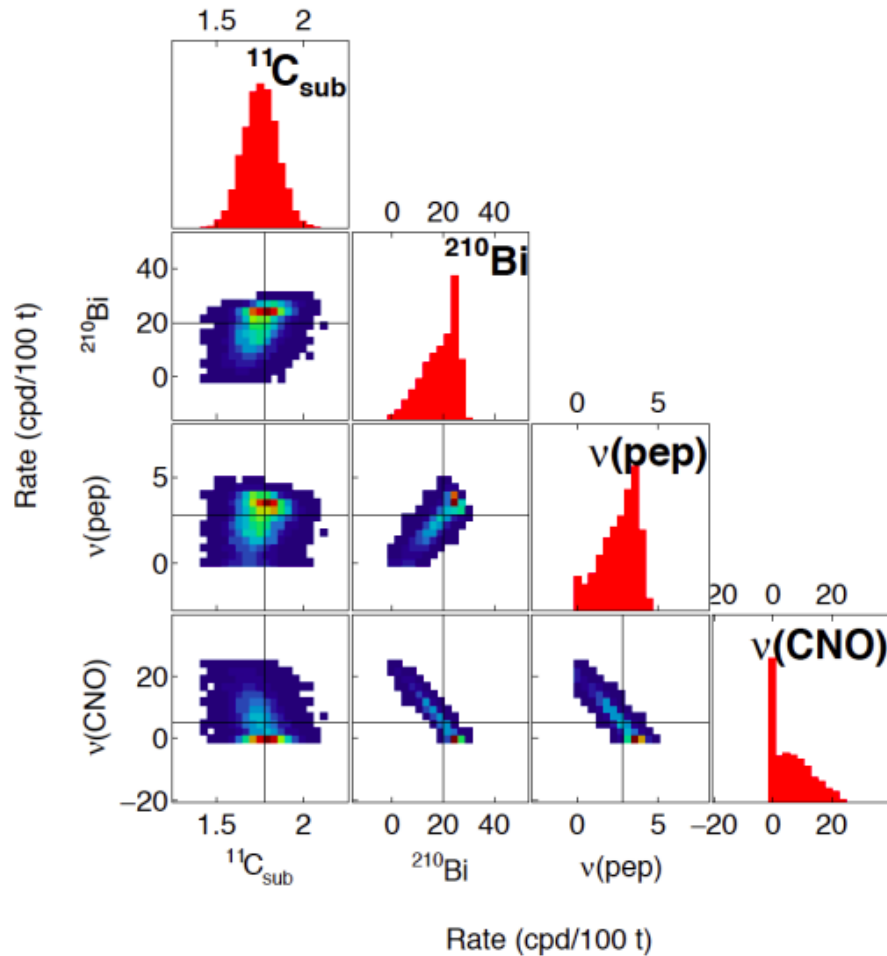 1.5 2
¹¹C_sub
0 20 40
²¹⁰Bi
40
20
0
²¹⁰Bi
0 5
ν(pep)
5
0
ν(pep)
20 0 20
ν(CNO)
20
0
−20
ν(CNO)
1.5 2
0 20 40
0 5
−20 0 20
¹¹C_sub
²¹⁰Bi
ν(pep)
Rate (cpd/100 t)
Rate (cpd/100 t)